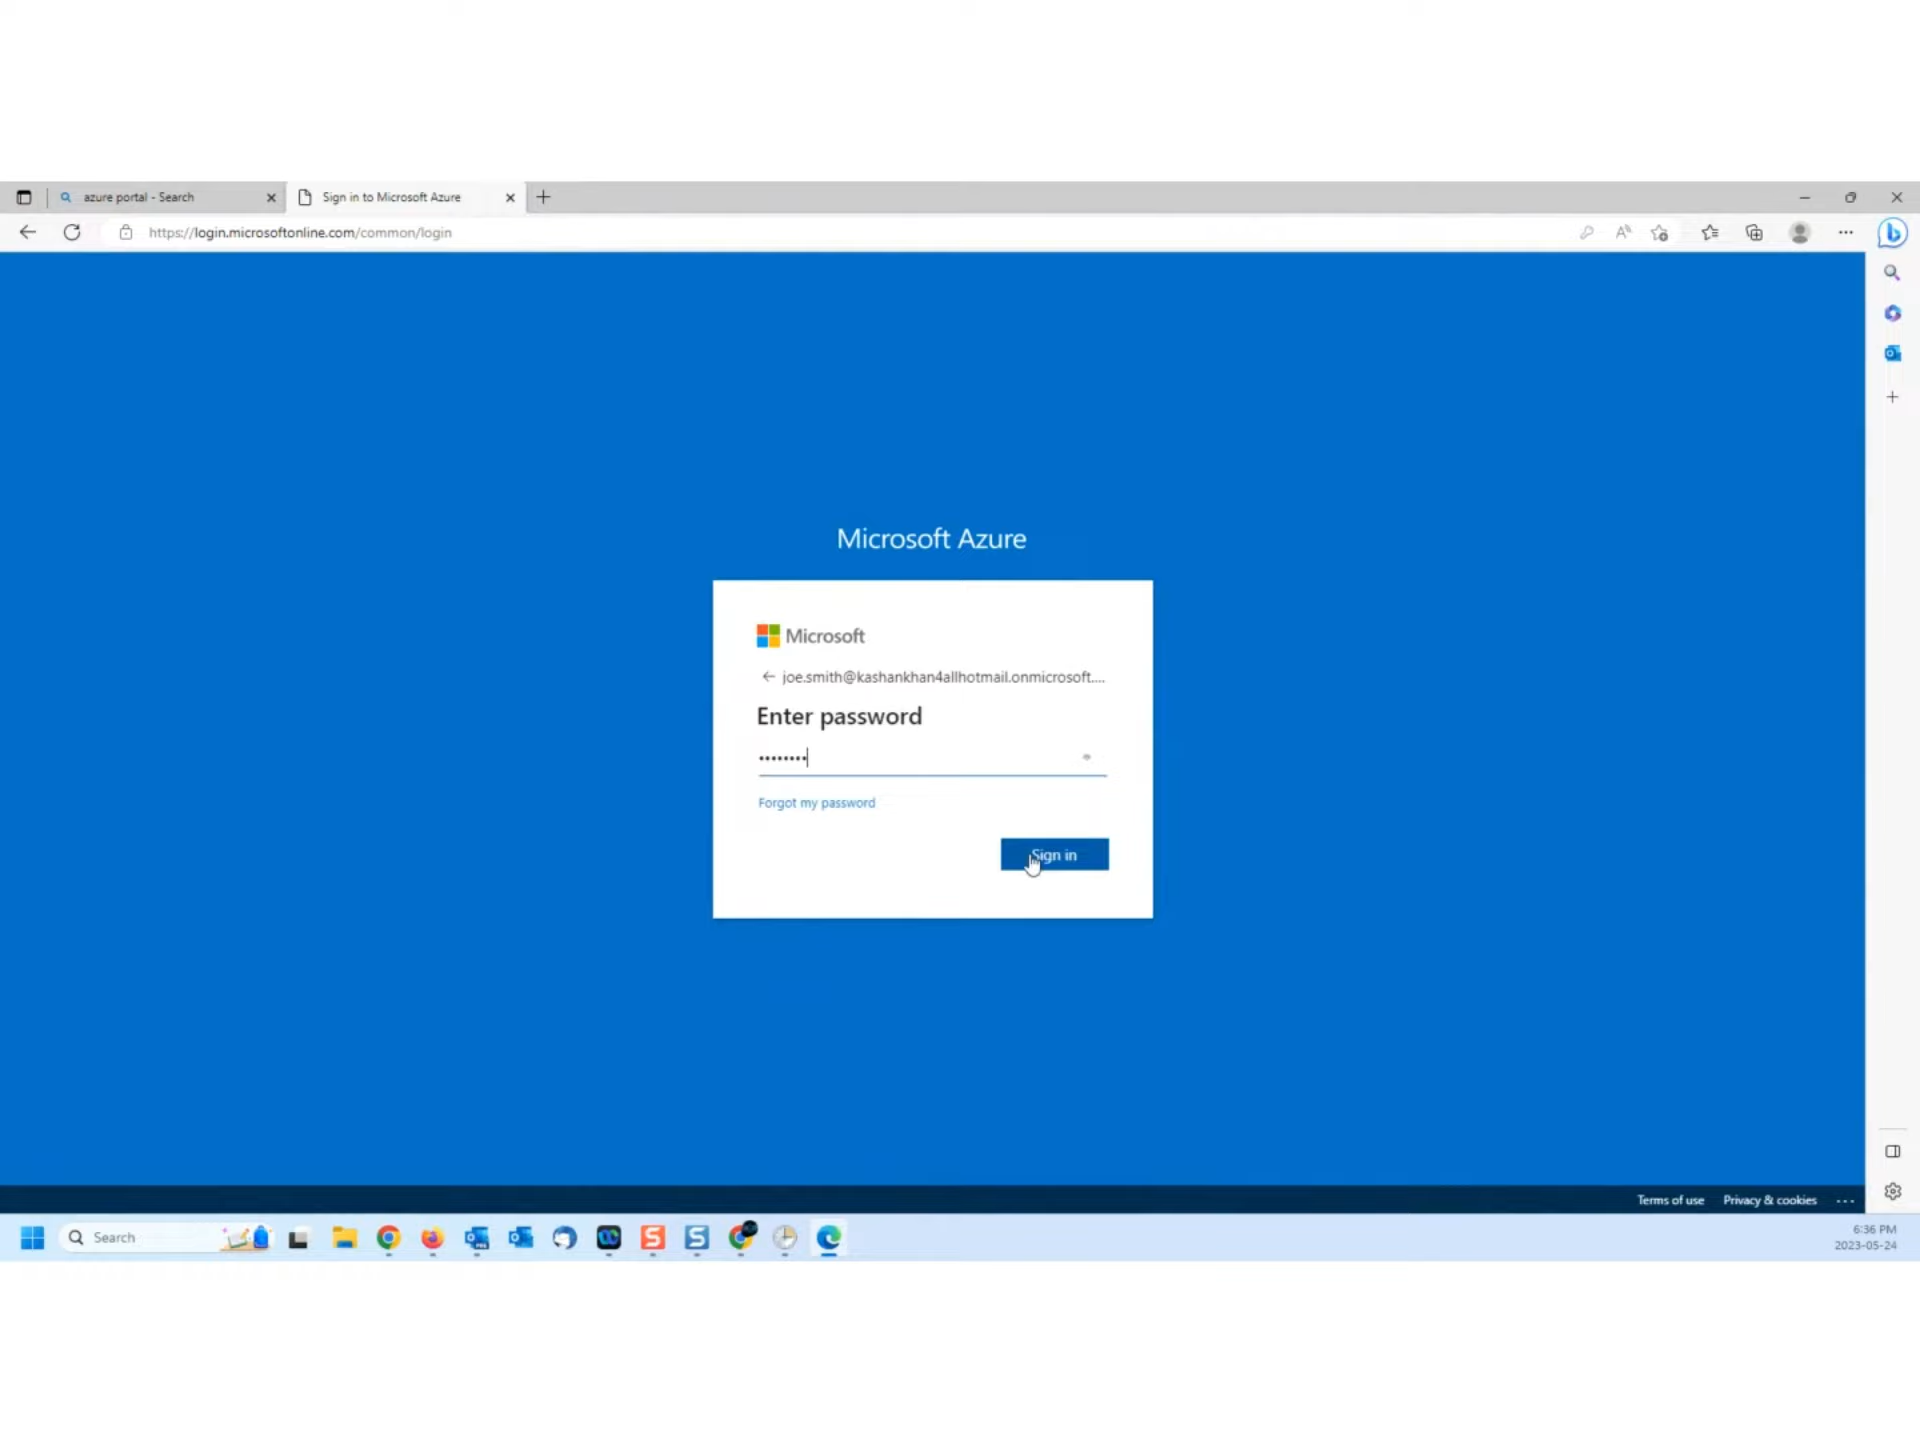 azure portal - Search
Sign in to Microsoft Azure
https://login.microsoftonline.com/common/login
Microsoft Azure
Microsoft
joe.smith@kashankhan4allhotmail.onmicrosoft....
Enter password
••••••••
Forgot my password
Sign in
Terms of use Privacy & cookies ...
Search
6:36 PM
2023-05-24